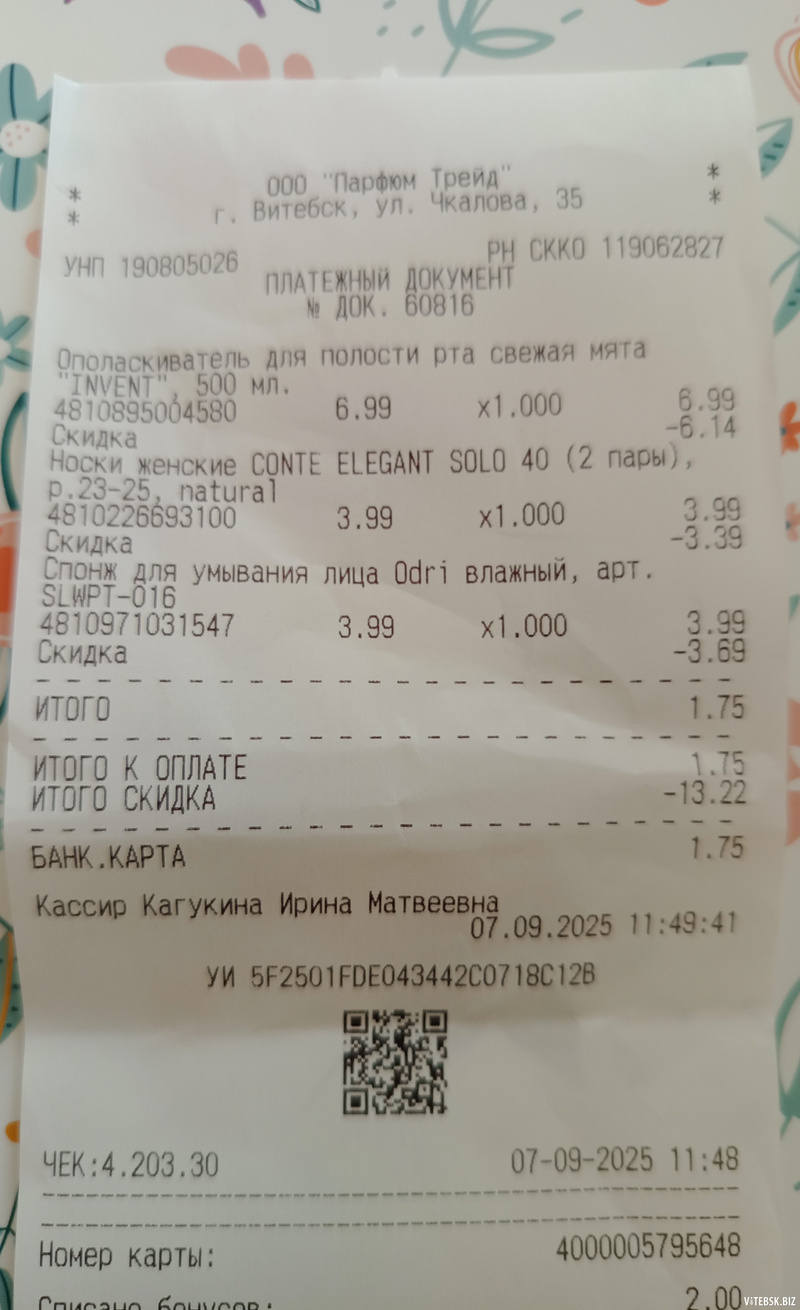 * ООО "Парфюм Трейд" *
* г. Витебск, ул. Чкалова, 35 *
УНП 190805026 РН СККО 119062827
ПЛАТЕЖНЫЙ ДОКУМЕНТ
№ ДОК. 60816
Ополаскиватель для полости рта свежая мята
"INVENT", 500 мл.
4810895004580 6.99 x1.000 6.99
Скидка -6.14
Носки женские CONTE ELEGANT SOLO 40 (2 пары),
р.23-25, natural
4810226693100 3.99 x1.000 3.99
Скидка -3.39
Спонж для умывания лица Odri влажный, арт.
SLWPT-016
4810971031547 3.99 x1.000 3.99
Скидка -3.69
ИТОГО 1.75
ИТОГО К ОПЛАТЕ 1.75
ИТОГО СКИДКА -13.22
БАНК.КАРТА 1.75
Кассир Кагукина Ирина Матвеевна
07.09.2025 11:49:41
УИ 5F2501FDE043442C0718C12B
ЧЕК:4.203.30 07-09-2025 11:48
Номер карты: 4000005795648
Списано бонусов: 2.00
VITEBSK.BIZ